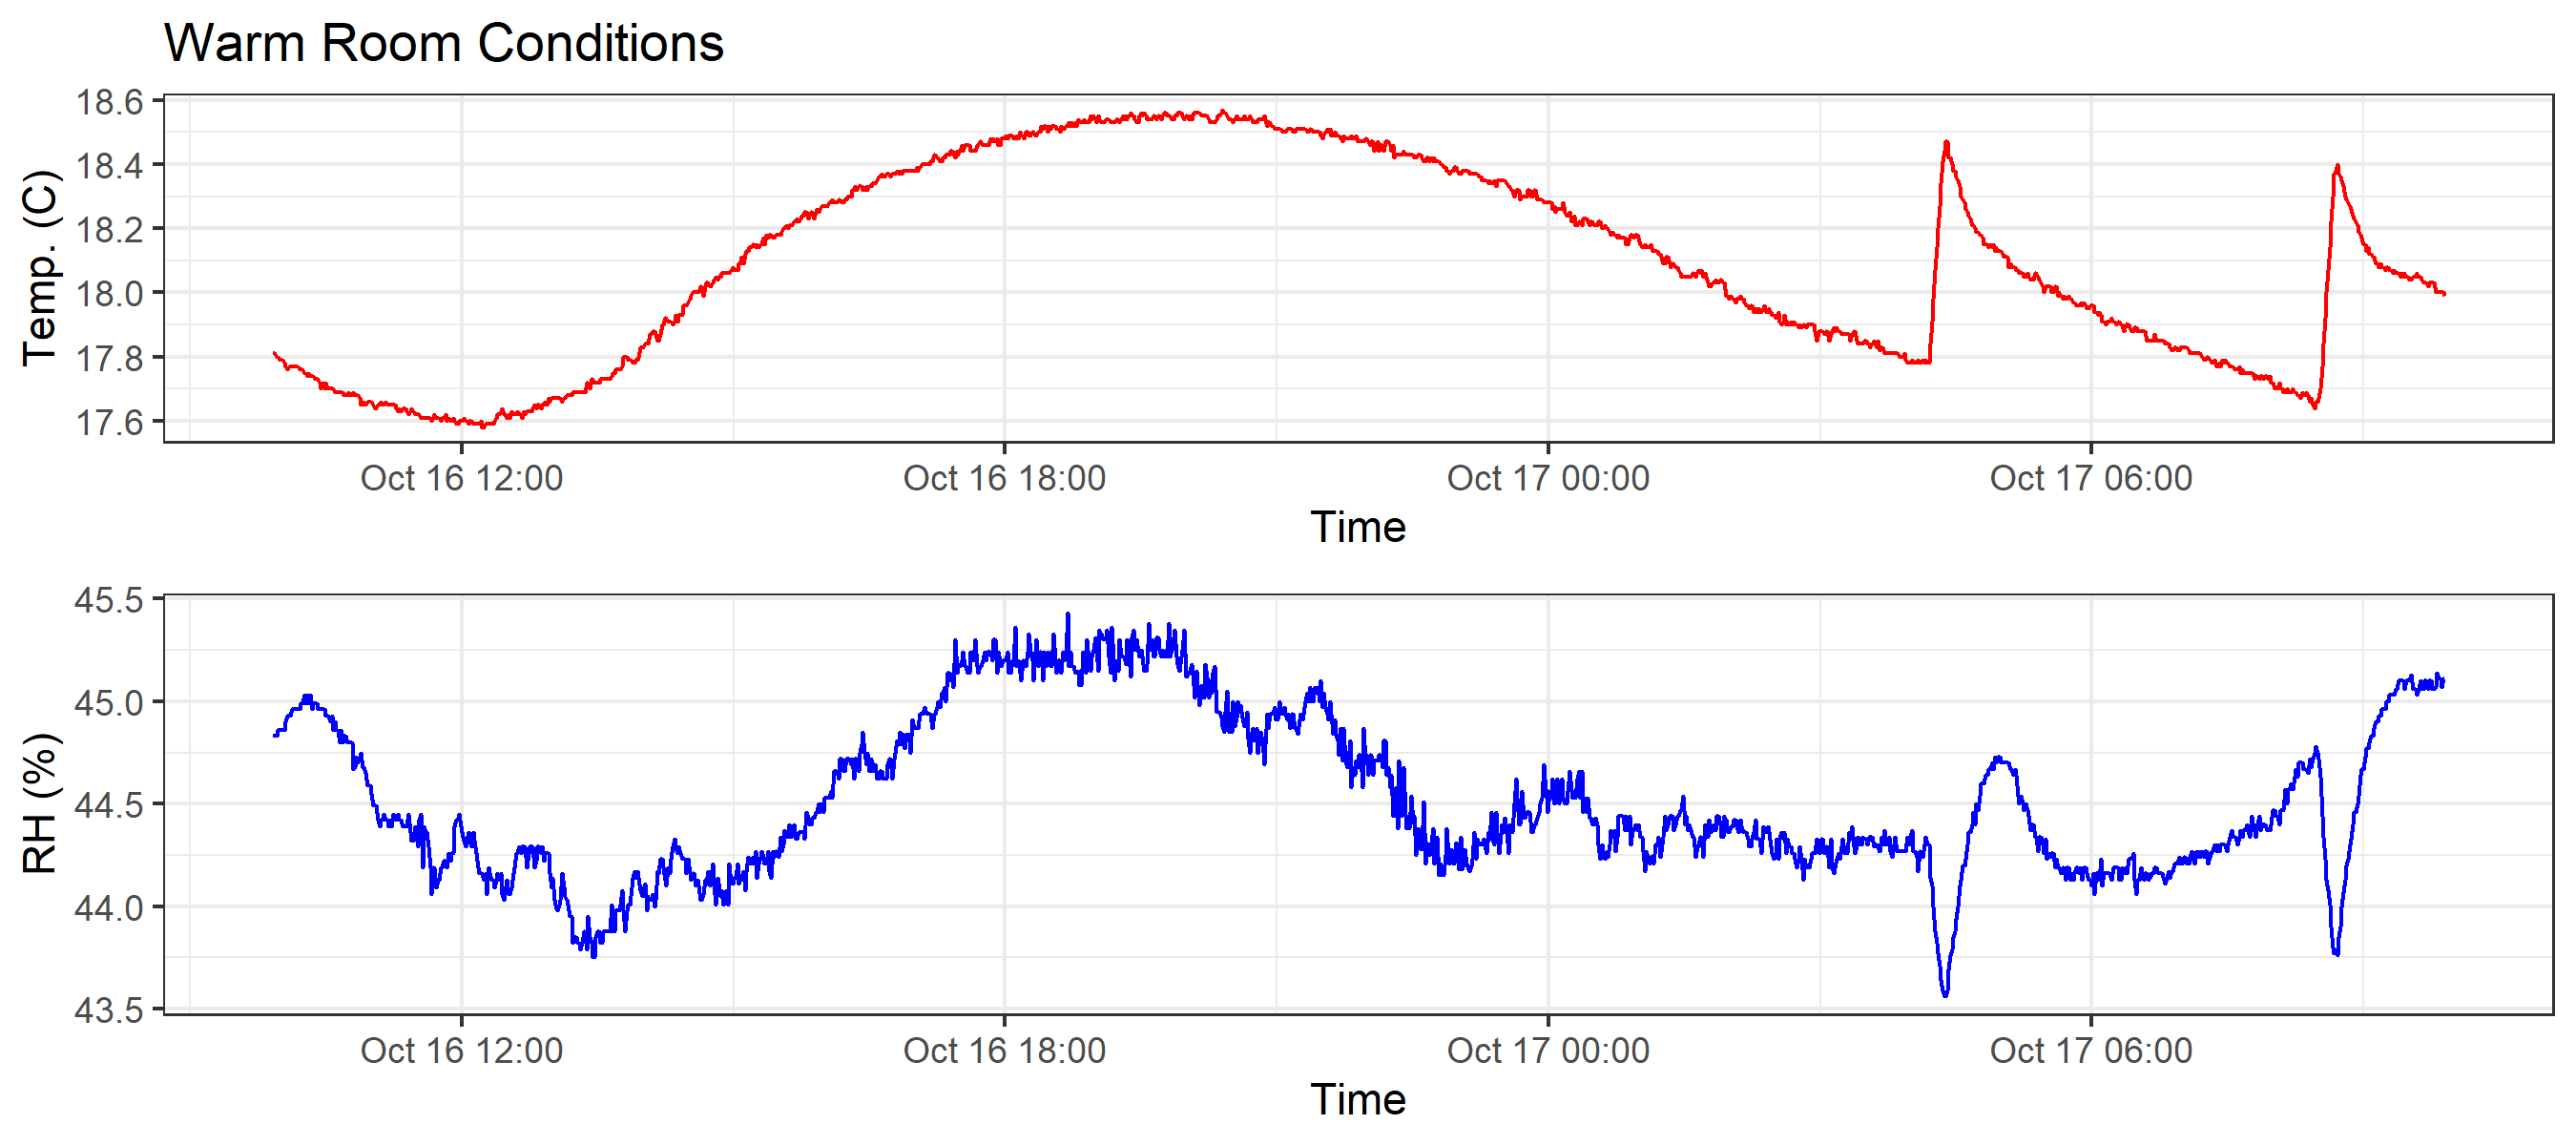 Warm Room Conditions
Temp. (C)
18.6
18.4
18.2
18.0
17.8
17.6
Oct 16 12:00 Oct 16 18:00 Oct 17 00:00 Oct 17 06:00
Time
RH (%)
45.5
45.0
44.5
44.0
43.5
Oct 16 12:00 Oct 16 18:00 Oct 17 00:00 Oct 17 06:00
Time